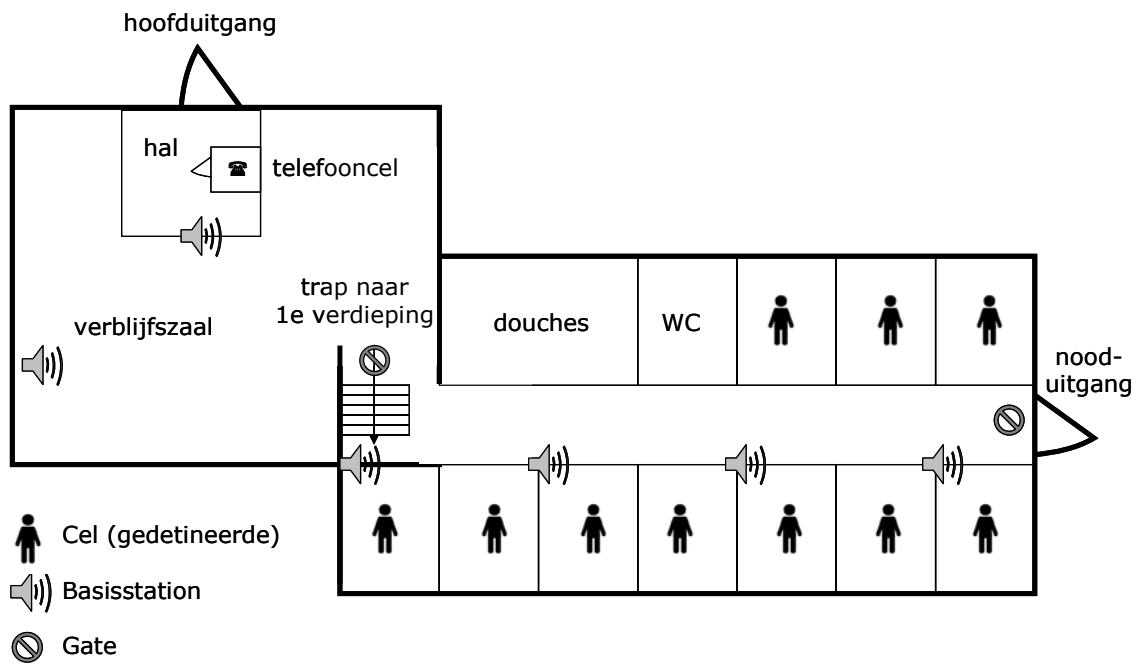 hoofduitgang
hal
telefooncel
trap naar
1e verdieping
verblijfszaal
douches
WC
nood-
uitgang
Cel (gedetineerde)
Basisstation
Gate